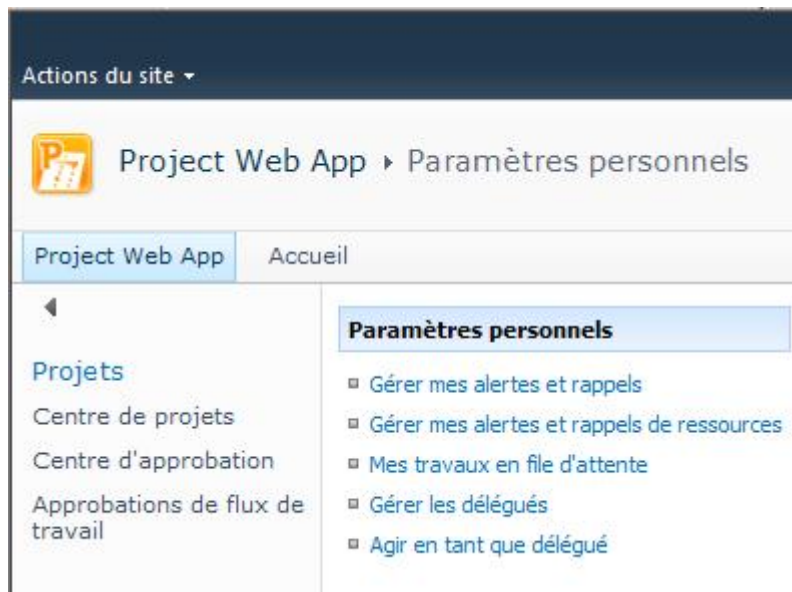 Actions du site
Project Web App ▸ Paramètres personnels
Project Web App
Accueil
Projets
Centre de projets
Centre d'approbation
Approbations de flux de
travail
Paramètres personnels
Gérer mes alertes et rappels
Gérer mes alertes et rappels de ressources
Mes travaux en file d'attente
Gérer les délégués
Agir en tant que délégué